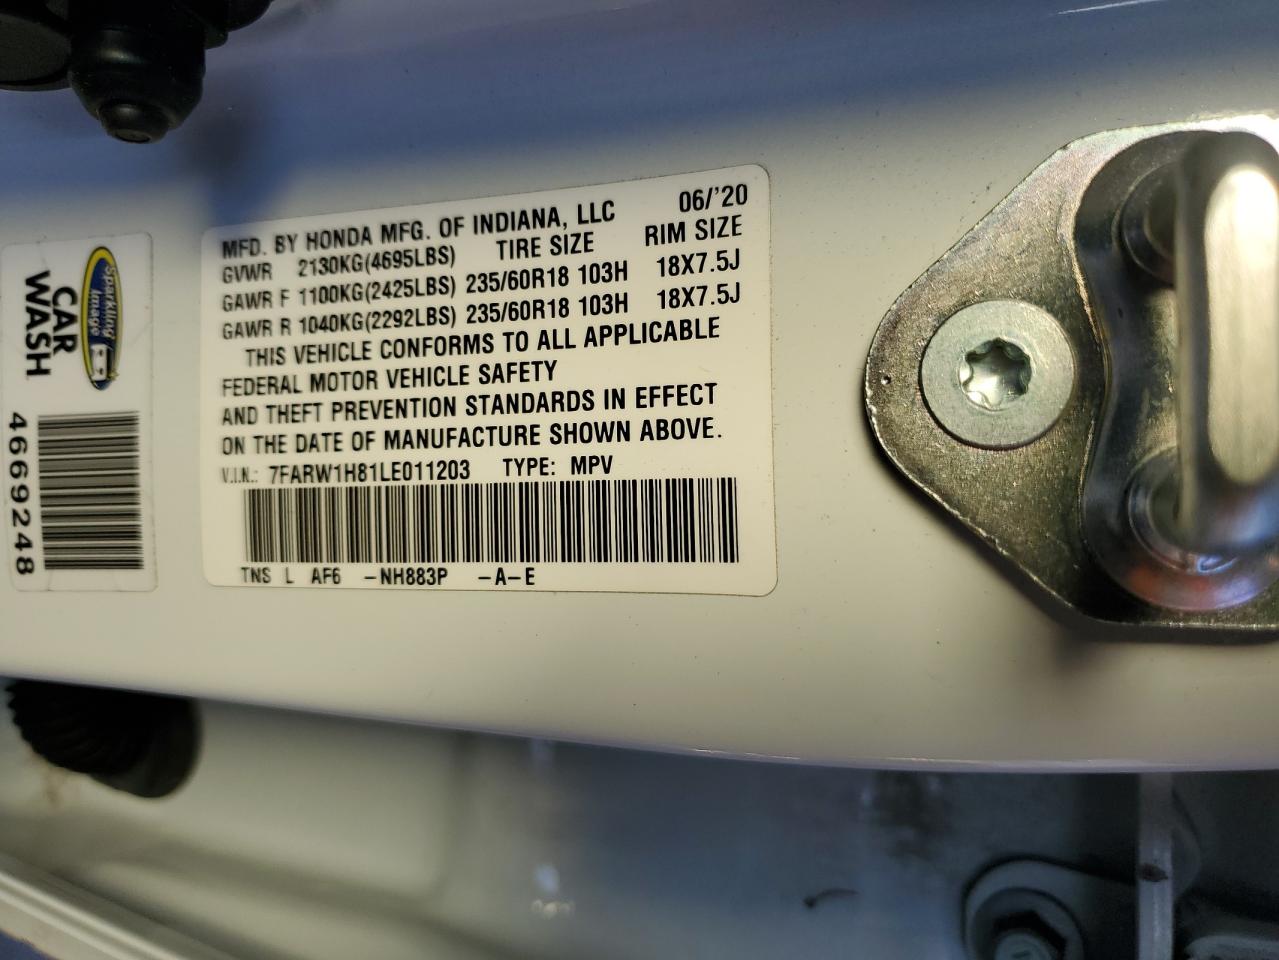 MFD. BY HONDA MFG. OF INDIANA, LLC 06/'20
GVWR 2130KG(4695LBS) TIRE SIZE RIM SIZE
GAWR F 1100KG(2425LBS) 235/60R18 103H 18X7.5J
GAWR R 1040KG(2292LBS) 235/60R18 103H 18X7.5J
THIS VEHICLE CONFORMS TO ALL APPLICABLE
FEDERAL MOTOR VEHICLE SAFETY
AND THEFT PREVENTION STANDARDS IN EFFECT
ON THE DATE OF MANUFACTURE SHOWN ABOVE.
V.I.N.: 7FARW1H81LE011203 TYPE: MPV
TNS L AF6 -NH883P -A-E
Sparkling
Image
CAR
WASH
4669248